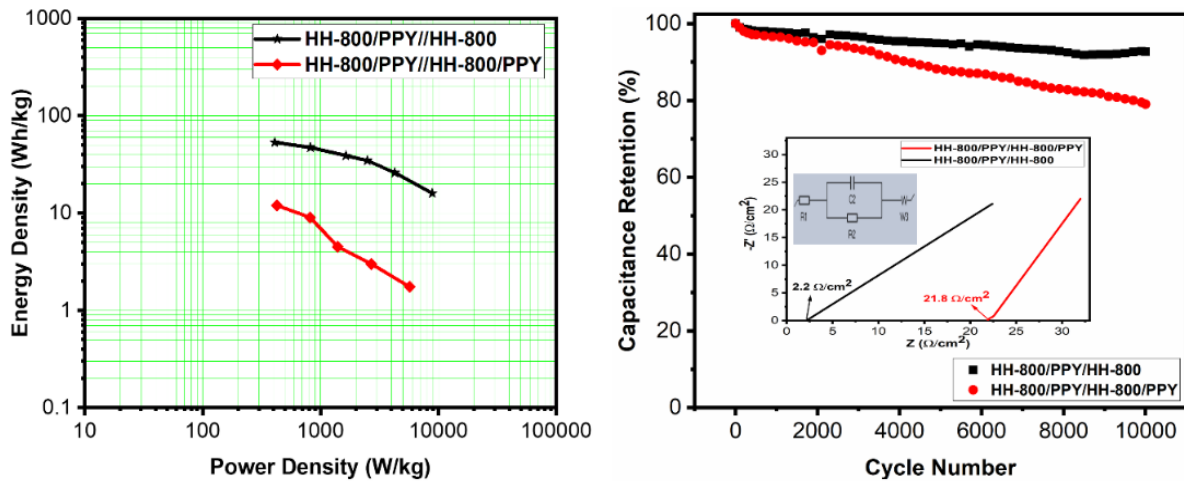 HH-800/PPY//HH-800
HH-800/PPY//HH-800/PPY
Energy Density (Wh/kg)
1000
100
10
1
0.1
10
100
1000
10000
100000
Power Density (W/kg)
Capacitance Retention (%)
100
80
60
40
20
0
0
2000
4000
6000
8000
10000
Cycle Number
HH-800/PPY/HH-800
HH-800/PPY/HH-800/PPY
HH-800/PPY/HH-800/PPY
HH-800/PPY/HH-800
-Z' (Ω/cm²)
30
25
20
15
10
5
0
0
5
10
15
20
25
30
Z (Ω/cm²)
R1
C2
R2
W3
2.2 Ω/cm²
21.8 Ω/cm²